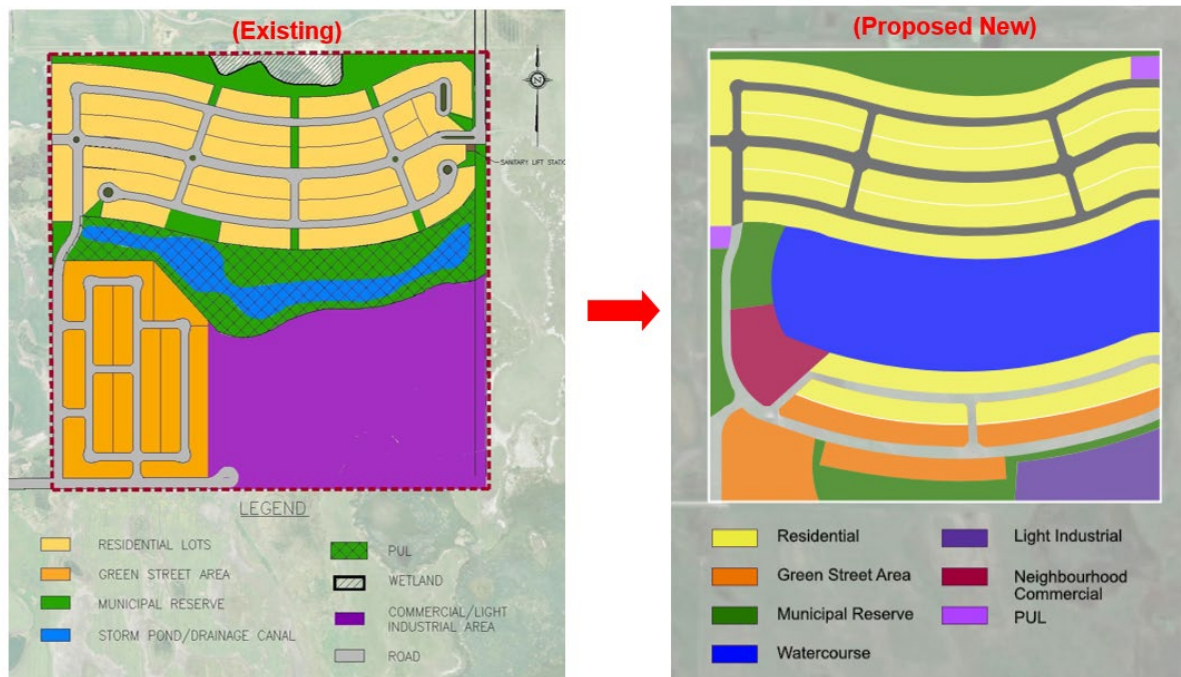 (Existing)
N
SANITARY LIFT STATI
LEGEND
RESIDENTIAL LOTS
GREEN STREET AREA
MUNICIPAL RESERVE
STORM POND/DRAINAGE CANAL
PUL
WETLAND
COMMERCIAL/LIGHT
INDUSTRIAL AREA
ROAD
(Proposed New)
Residential
Green Street Area
Municipal Reserve
Watercourse
Light Industrial
Neighbourhood
Commercial
PUL